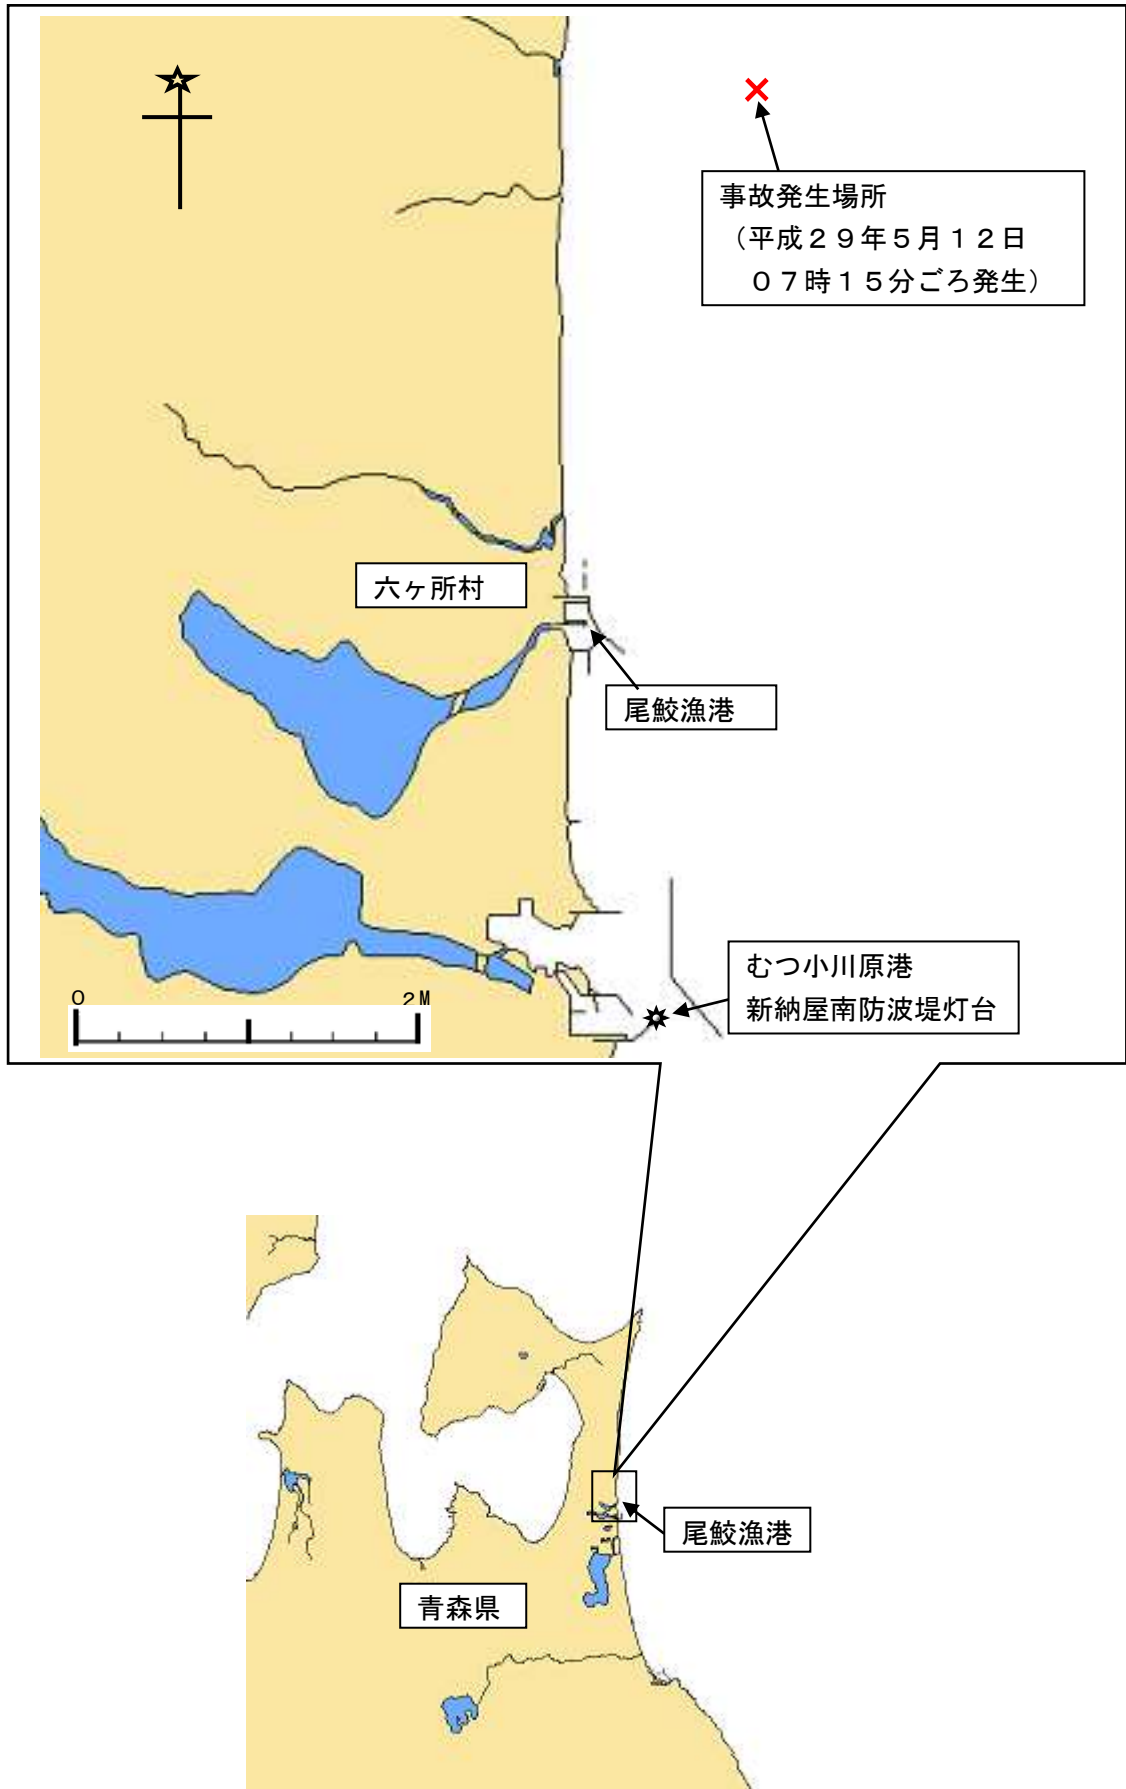 事故発生場所
（平成２９年５月１２日
０７時１５分ごろ発生）
六ヶ所村
尾鮫漁港
むつ小川原港
新納屋南防波堤灯台
0 2M
尾鮫漁港
青森県